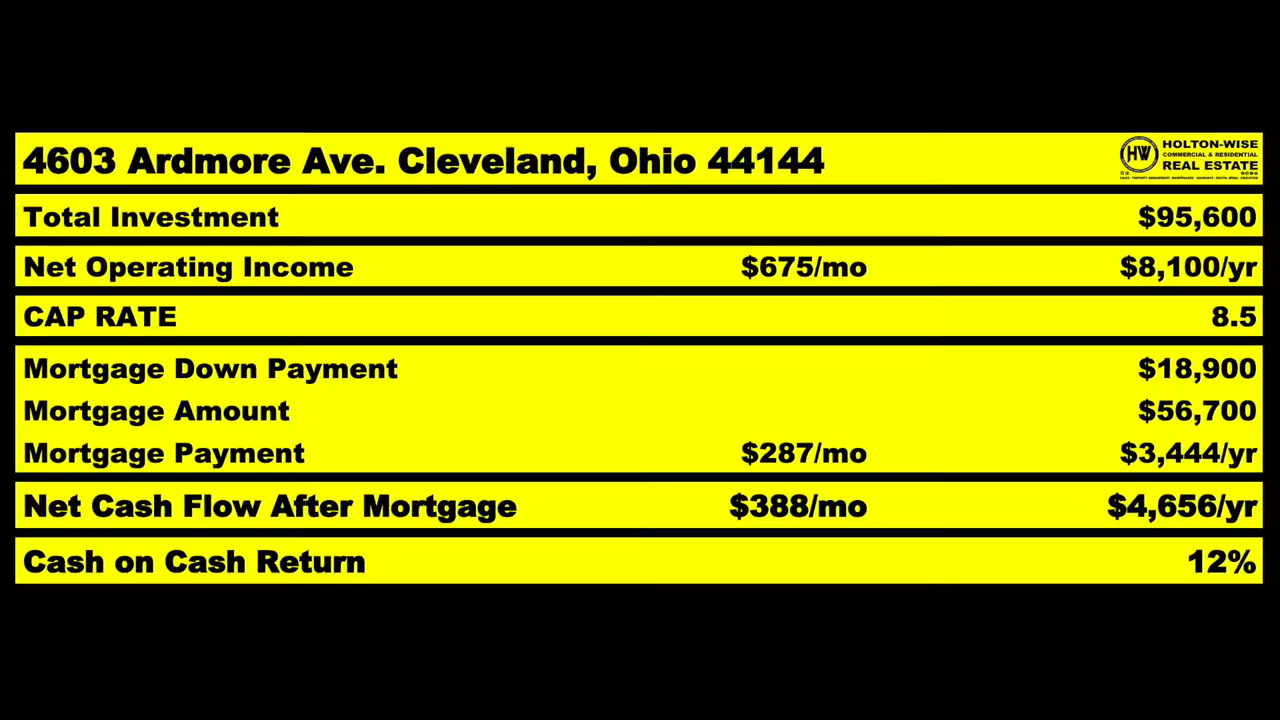 4603 Ardmore Ave. Cleveland, Ohio 44144
HW
HOLTON-WISE
COMMERCIAL & RESIDENTIAL
REAL ESTATE
Total Investment $95,600
Net Operating Income $675/mo $8,100/yr
CAP RATE 8.5
Mortgage Down Payment $18,900
Mortgage Amount $56,700
Mortgage Payment $287/mo $3,444/yr
Net Cash Flow After Mortgage $388/mo $4,656/yr
Cash on Cash Return 12%